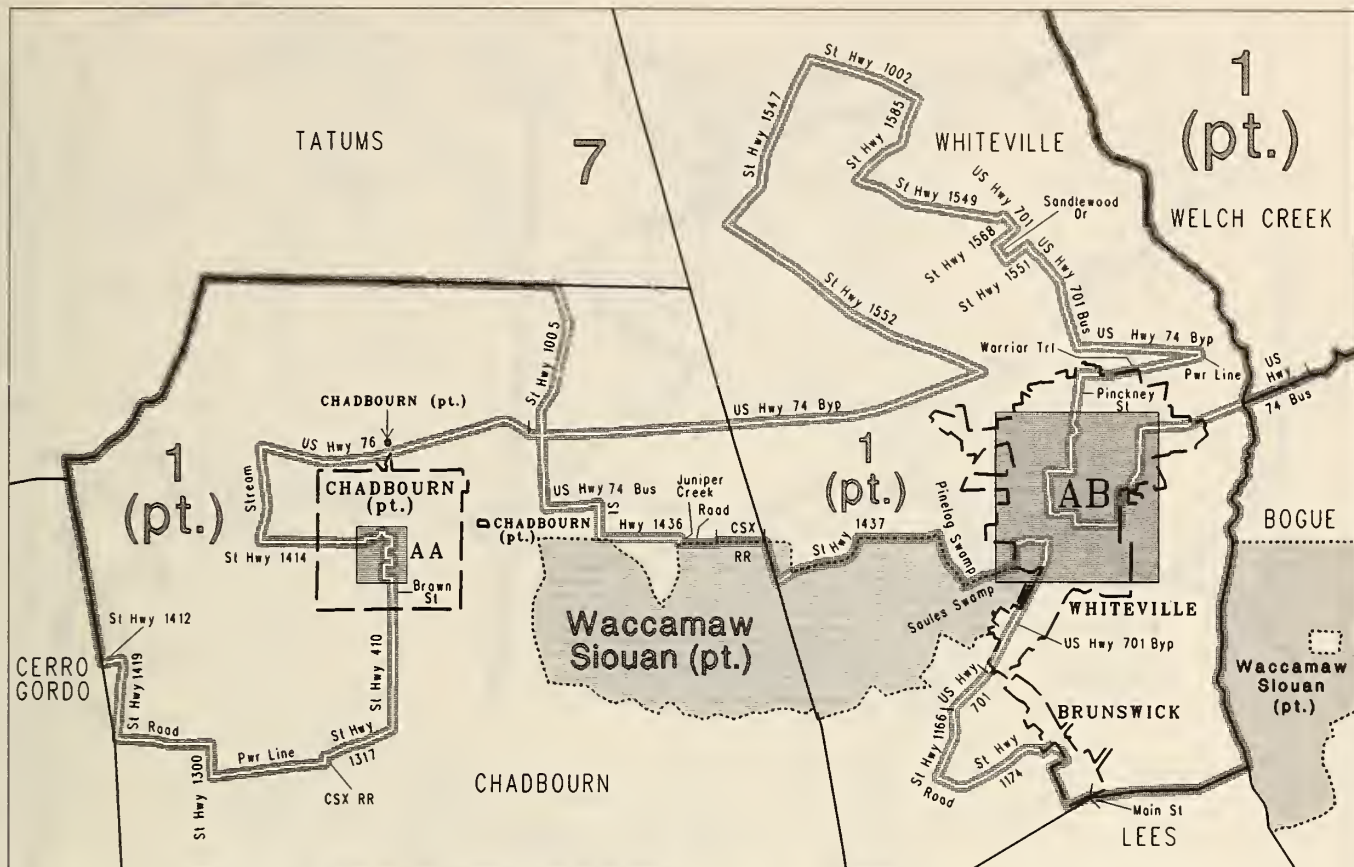 TATUMS
7
WHITEVILLE
1
(pt.)
WELCH CREEK
St Hwy 1002
St Hwy 1547
St Hwy 1585
St Hwy 1549
US Hwy 701
Sandlewood
Dr
St Hwy 1568
St Hwy 1551
US Hwy 701 Bus
St Hwy 1552
US Hwy 74 Byp
Warrior Trl
Pwr Line
US Hwy
74 Bus
Pinckney
St
St Hwy 1005
CHADBOURN (pt.)
US Hwy 76
US Hwy 74 Byp
1
(pt.)
Stream
CHADBOURN
(pt.)
1
(pt.)
AB
BOGUE
US Hwy 74 Bus
St
Hwy 1436
Juniper
Creek
Road
CSX
RR
D CHADBOURN
(pt.)
St Hwy 1437
Pinelog Swamp
St Hwy 1414
AA
Brown
St
Soules Swamp
WHITEVILLE
Waccamaw
Siouan (pt.)
US Hwy 701 Byp
St Hwy 1412
CERRO
GORDO
St Hwy 1419
St Hwy 410
Waccamaw
Siouan
(pt.)
US Hwy
701
BRUNSWICK
St Hwy 1166
Road
St Hwy
1174
Road
St Hwy 1300
Pwr Line
St Hwy
1317
CSX RR
CHADBOURN
Main St
LEES